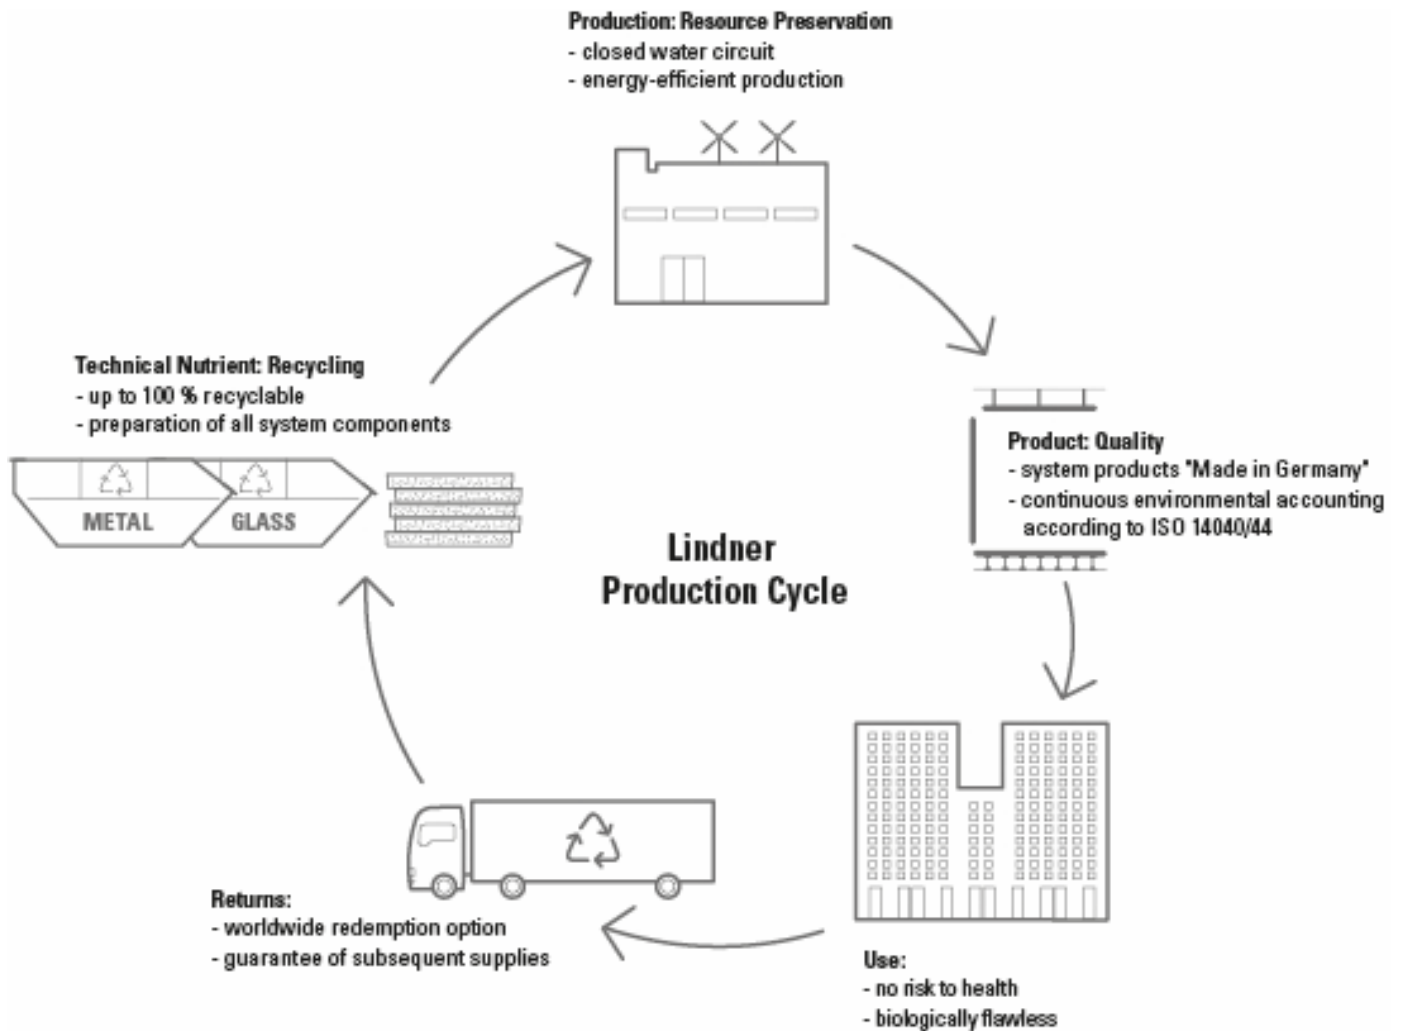 Production: Resource Preservation
- closed water circuit
- energy-efficient production
Technical Nutrient: Recycling
- up to 100 % recyclable
- preparation of all system components
METAL
GLASS
Product: Quality
- system products "Made in Germany"
- continuous environmental accounting
according to ISO 14040/44
Lindner
Production Cycle
Returns:
- worldwide redemption option
- guarantee of subsequent supplies
Use:
- no risk to health
- biologically flawless